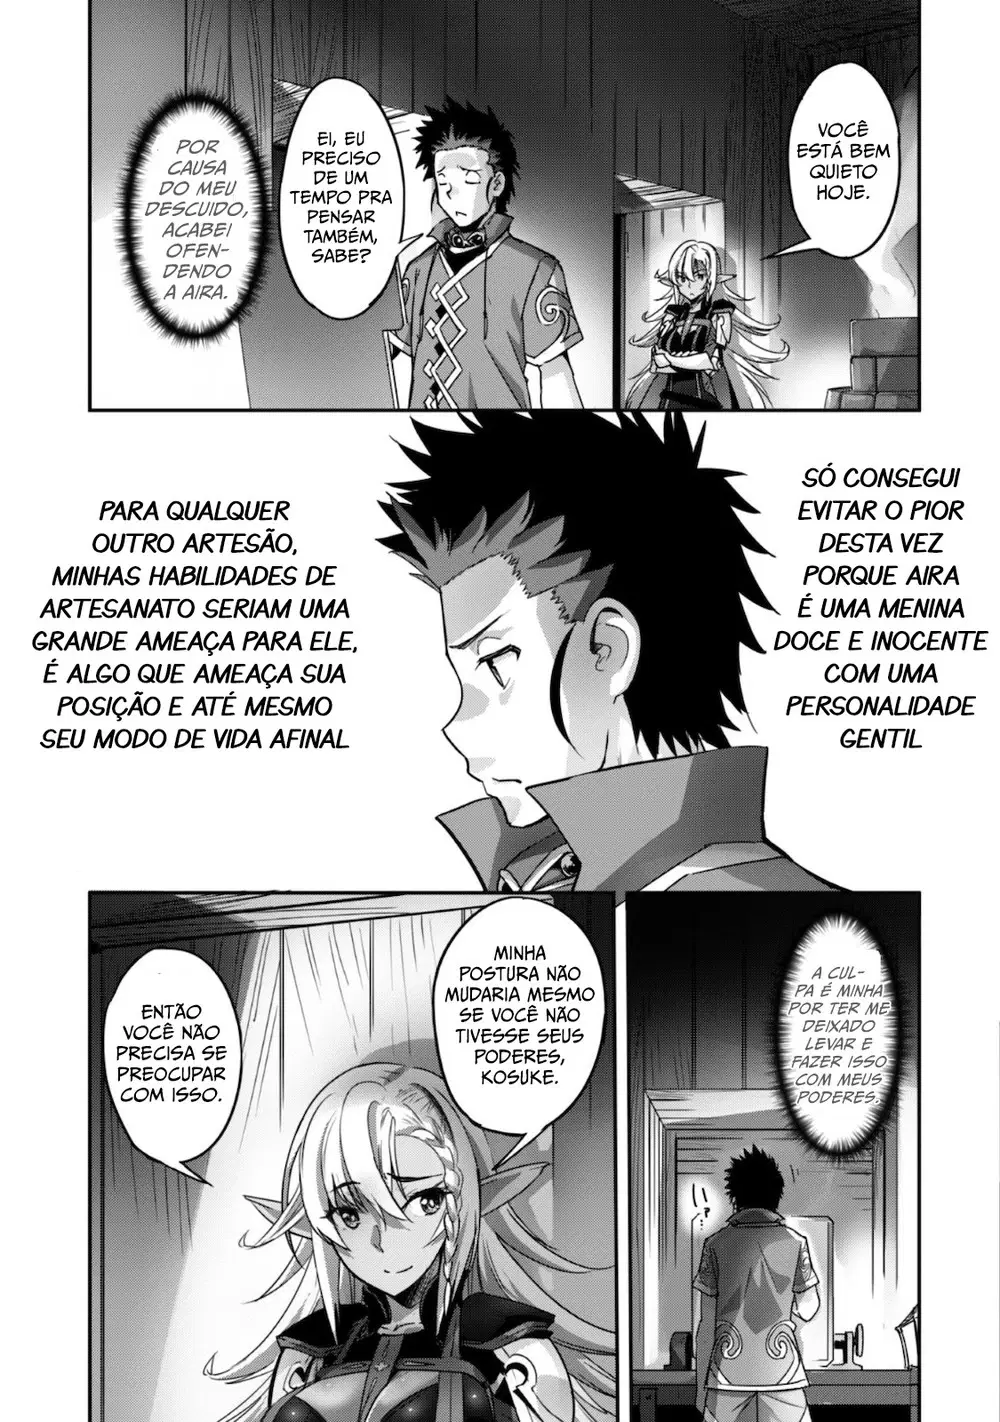 VOCÊ
ESTÁ BEM
QUIETO
HOJE.
EI, EU
PRECISO
DE UM
TEMPO PRA
PENSAR
TAMBÉM,
SABE?
POR
CAUSA
DO MEU
DESCUIDO,
ACABEI
OFEN-
DENDO
A AIRA.
SÓ CONSEGUI
EVITAR O PIOR
DESTA VEZ
PORQUE AIRA
É UMA MENINA
DOCE E INOCENTE
COM UMA
PERSONALIDADE
GENTIL
PARA QUALQUER
OUTRO ARTESÃO,
MINHAS HABILIDADES DE
ARTESANATO SERIAM UMA
GRANDE AMEAÇA PARA ELE,
É ALGO QUE AMEAÇA SUA
POSIÇÃO E ATÉ MESMO
SEU MODO DE VIDA AFINAL
A CUL-
PA É MINHA
POR TER ME
DEIXADO
LEVAR E
FAZER ISSO
COM MEUS
PODERES.
MINHA
POSTURA NÃO
MUDARIA MESMO
SE VOCÊ NÃO
TIVESSE SEUS
PODERES,
KOSUKE.
ENTÃO
VOCÊ NÃO
PRECISA SE
PREOCUPAR
COM ISSO.